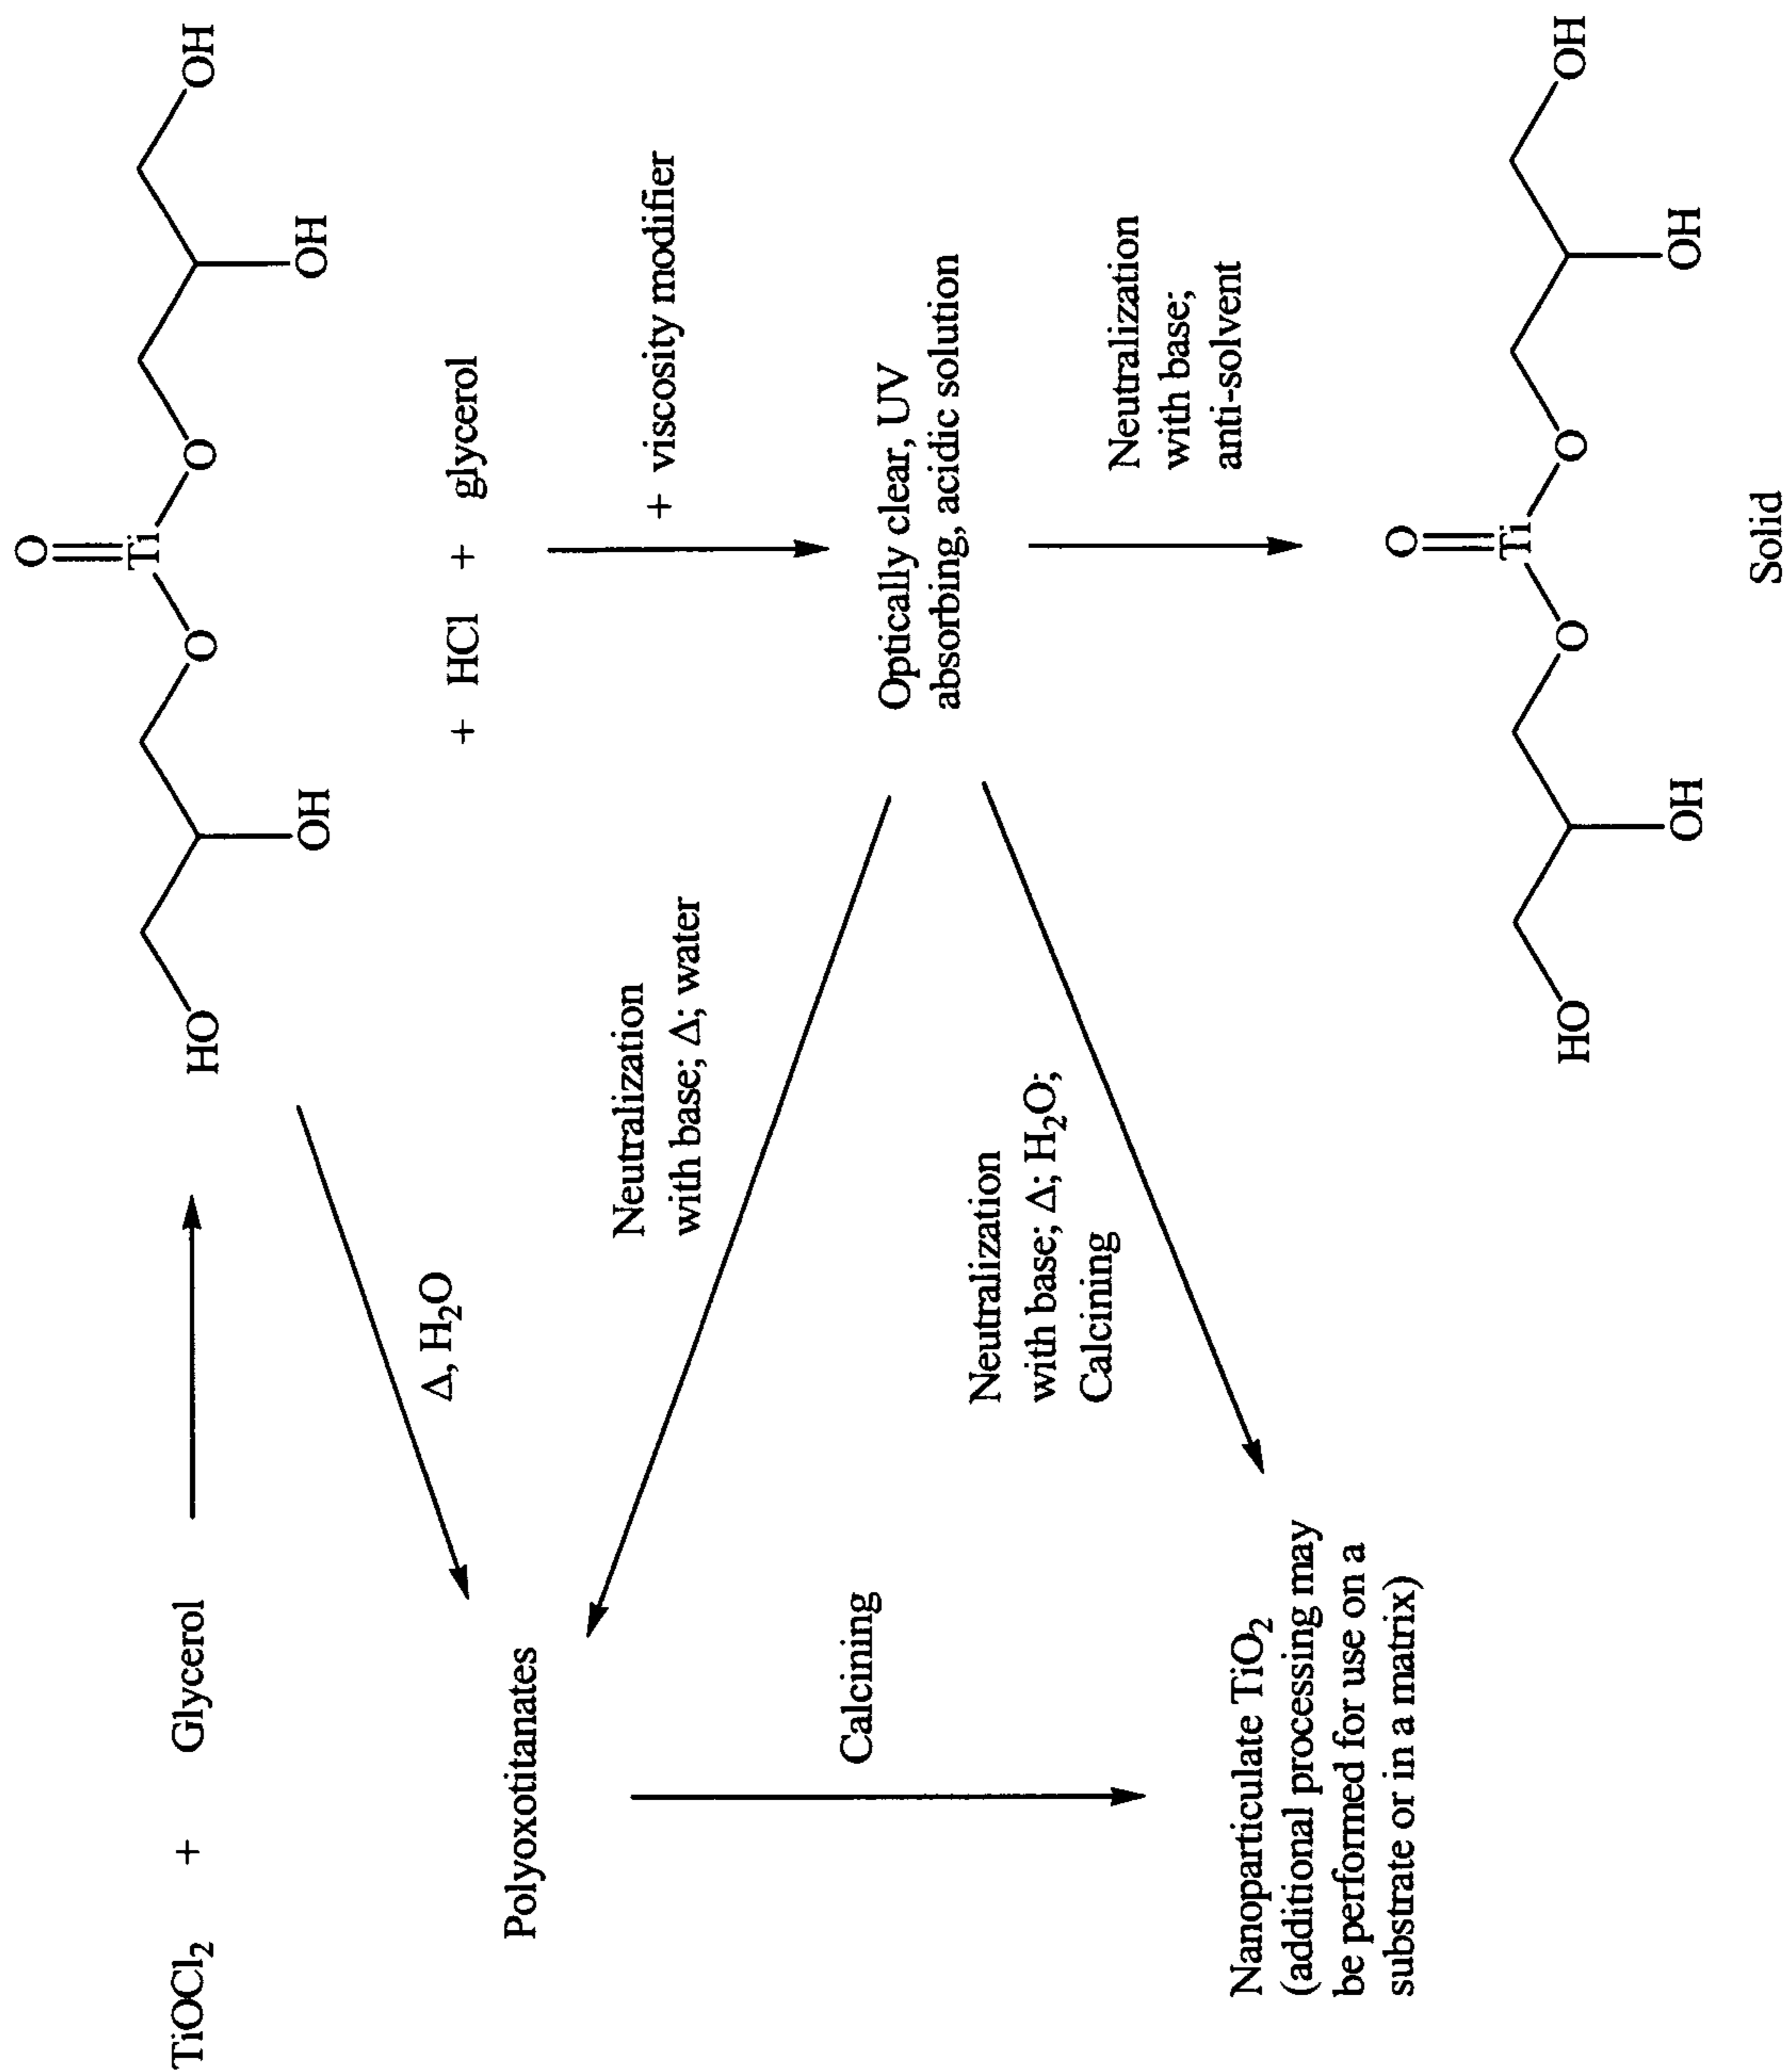 TiOCl₂ + Glycerol
HO
OH
O
O
Ti
O
OH
OH
+ HCl + glycerol
Δ, H₂O
+ viscosity modifier
Polyoxotitanates
Neutralization
with base; Δ; water
Optically clear, UV
absorbing, acidic solution
Calcining
Neutralization
with base; Δ; H₂O;
Calcining
Neutralization
with base;
anti-solvent
Nanoparticulate TiO₂
(additional processing may
be performed for use on a
substrate or in a matrix)
HO
OH
O
O
Ti
O
OH
OH
Solid